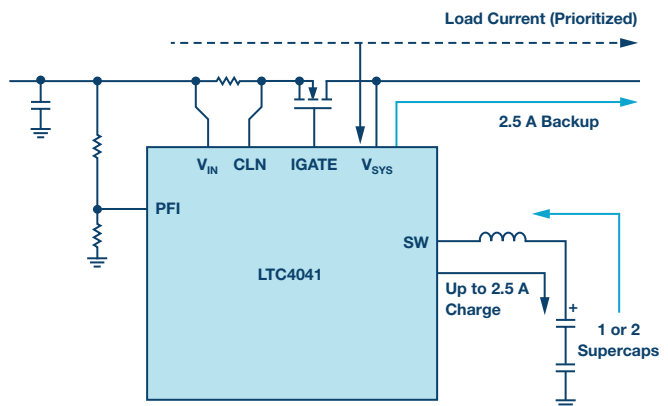 Load Current (Prioritized)
2.5 A Backup
VIN CLN IGATE VSYS
PFI
SW
LTC4041
Up to 2.5 A
Charge
+
1 or 2
Supercaps